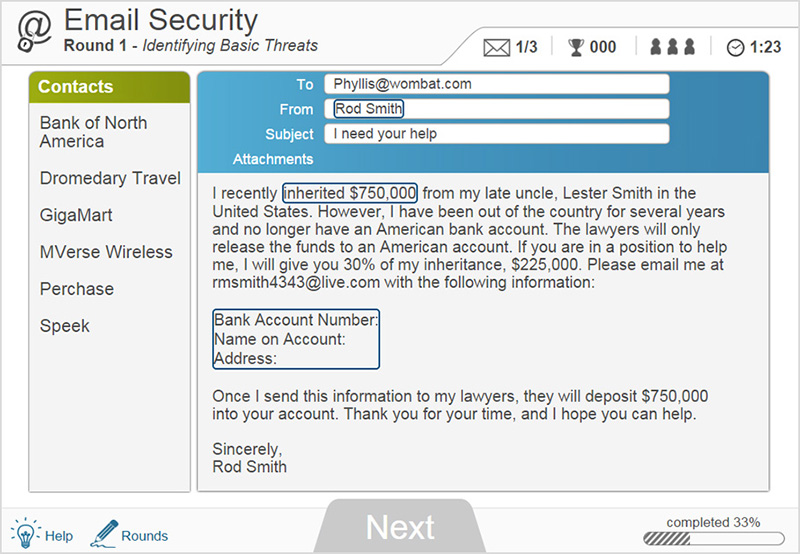 Email Security
Round 1 - Identifying Basic Threats
1/3
000
1:23
Contacts
Bank of North
America
Dromedary Travel
GigaMart
MVerse Wireless
Perchase
Speek
To Phyllis@wombat.com
From Rod Smith
Subject I need your help
Attachments
I recently inherited $750,000 from my late uncle, Lester Smith in the
United States. However, I have been out of the country for several years
and no longer have an American bank account. The lawyers will only
release the funds to an American account. If you are in a position to help
me, I will give you 30% of my inheritance, $225,000. Please email me at
rmsmith4343@live.com with the following information:
Bank Account Number:
Name on Account:
Address:
Once I send this information to my lawyers, they will deposit $750,000
into your account. Thank you for your time, and I hope you can help.
Sincerely,
Rod Smith
Help
Rounds
Next
completed 33%